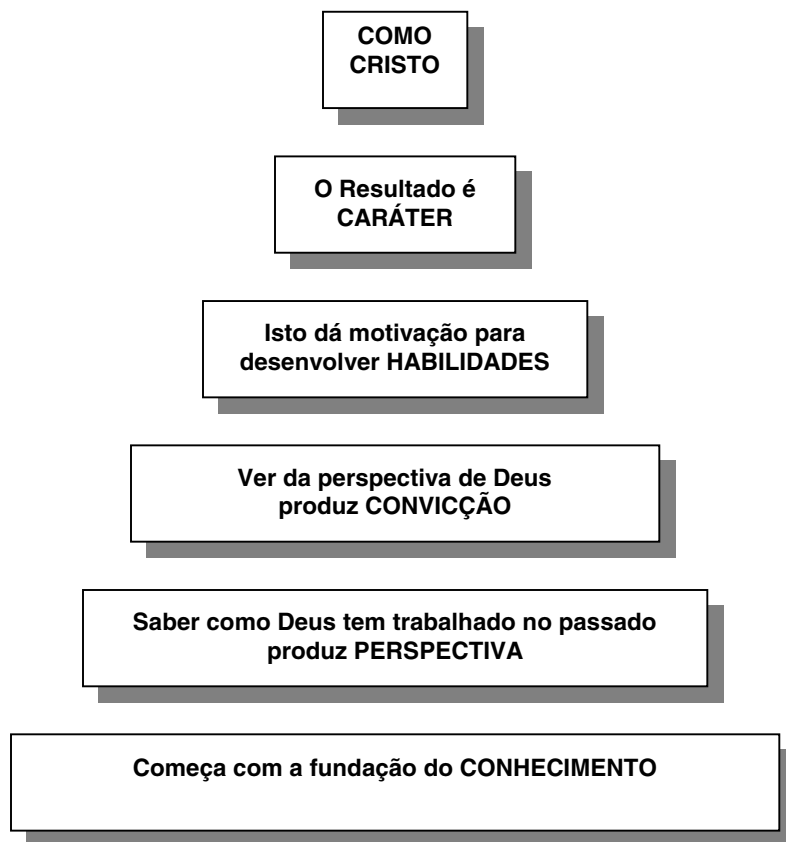 COMO
CRISTO
O Resultado é
CARÁTER
Isto dá motivação para
desenvolver HABILIDADES
Ver da perspectiva de Deus
produz CONVICÇÃO
Saber como Deus tem trabalhado no passado
produz PERSPECTIVA
Começa com a fundação do CONHECIMENTO